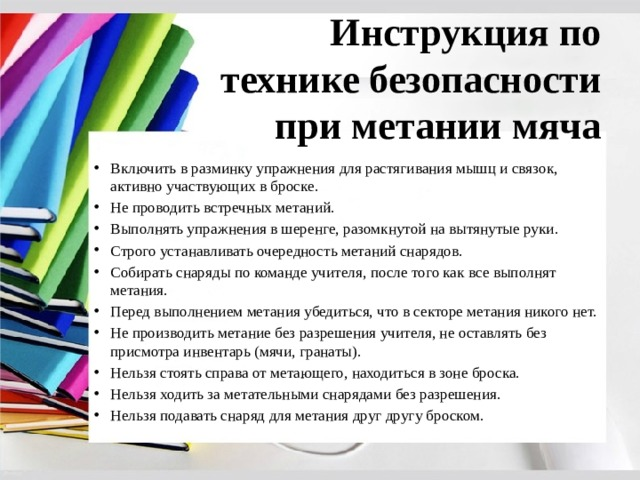 Инструкция по
технике безопасности
при метании мяча
• Включить в разминку упражнения для растягивания мышц и связок,
активно участвующих в броске.
• Не проводить встречных метаний.
• Выполнять упражнения в шеренге, разомкнутой на вытянутые руки.
• Строго устанавливать очередность метаний снарядов.
• Собирать снаряды по команде учителя, после того как все выполнят
метания.
• Перед выполнением метания убедиться, что в секторе метания никого нет.
• Не производить метание без разрешения учителя, не оставлять без
присмотра инвентарь (мячи, гранаты).
• Нельзя стоять справа от метающего, находиться в зоне броска.
• Нельзя ходить за метательными снарядами без разрешения.
• Нельзя подавать снаряд для метания друг другу броском.